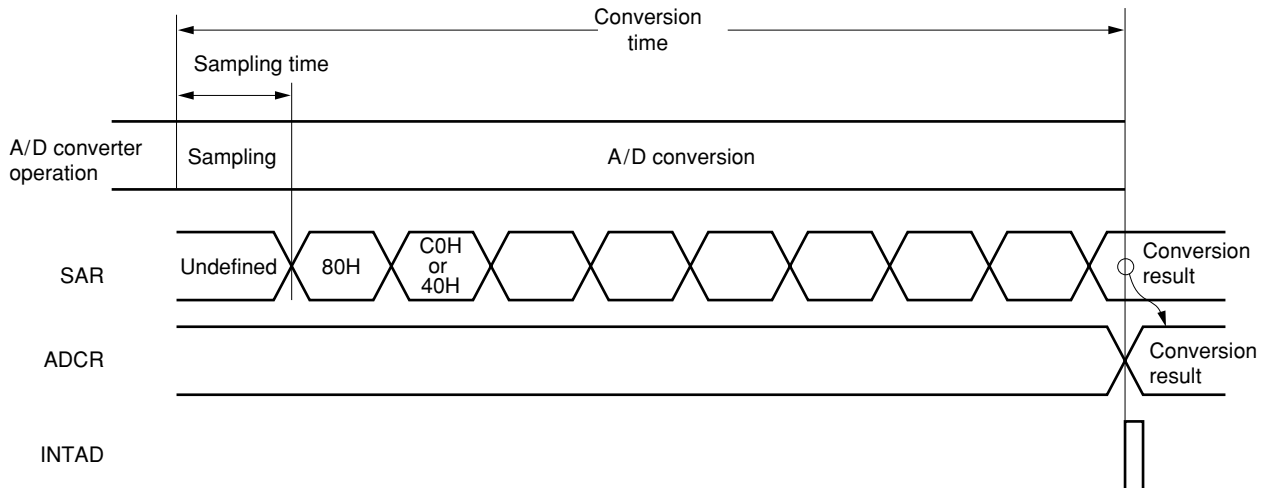 Conversion
time
Sampling time
A/D converter
operation
Sampling
A/D conversion
SAR
Undefined
80H
C0H
or
40H
Conversion
result
ADCR
Conversion
result
INTAD